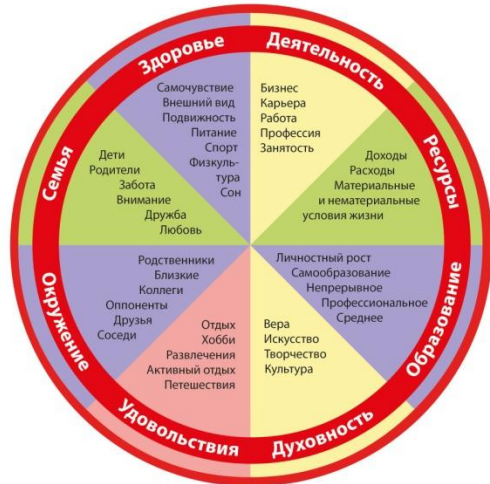 Здоровье
Самочувствие
Внешний вид
Подвижность
Питание
Спорт
Физкуль-
тура
Сон
Деятельность
Бизнес
Карьера
Работа
Профессия
Занятость
Ресурсы
Доходы
Расходы
Материальные
и нематериальные
условия жизни
Образование
Личностный рост
Самообразование
Непрерывное
Профессиональное
Среднее
Духовность
Вера
Искусство
Творчество
Культура
Удовольствия
Отдых
Хобби
Развлечения
Активный отдых
Петешествия
Окружение
Родственники
Близкие
Коллеги
Оппоненты
Друзья
Соседи
Семья
Дети
Родители
Забота
Внимание
Дружба
Любовь